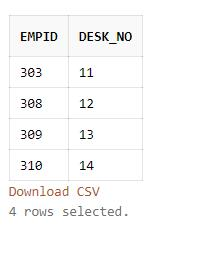 EMPID DESK_NO
303 11
308 12
309 13
310 14
Download CSV
4 rows selected.